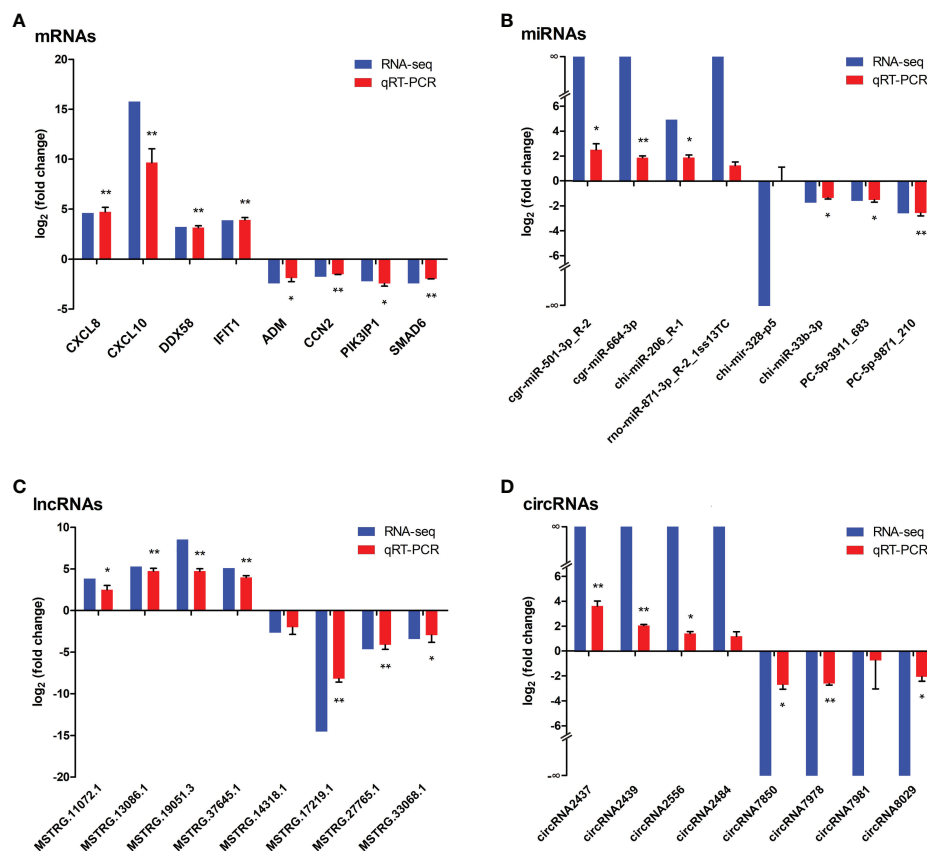 A
mRNAs
20
15
10
5
0
-5
log2 (fold change)
RNA-seq
qRT-PCR
**
**
**
**
*
**
*
**
CXCL8
CXCL10
DDX58
IFIT1
ADM
CCN2
PIK3IP1
SMAD6
B
miRNAs
∞
6
4
2
0
-2
-4
-6
-∞
log2 (fold change)
RNA-seq
qRT-PCR
*
**
*
*
*
**
cgr-miR-501-3p_R-2
cgr-miR-664-3p
chi-miR-206_R-1
rno-miR-871-3p_R-2_1ss13TC
chi-mir-328-p5
chi-miR-33b-3p
PC-5p-3911_683
PC-5p-9871_210
C
lncRNAs
10
5
0
-5
-10
-15
-20
log2 (fold change)
RNA-seq
qRT-PCR
*
**
**
**
**
**
*
MSTRG.11072.1
MSTRG.13086.1
MSTRG.19051.3
MSTRG.37645.1
MSTRG.14318.1
MSTRG.17219.1
MSTRG.27765.1
MSTRG.33068.1
D
circRNAs
∞
6
4
2
0
-2
-4
-6
-∞
log2 (fold change)
RNA-seq
qRT-PCR
**
**
*
*
**
*
circRNA2437
circRNA2439
circRNA2556
circRNA2484
circRNA7850
circRNA7978
circRNA7981
circRNA8029